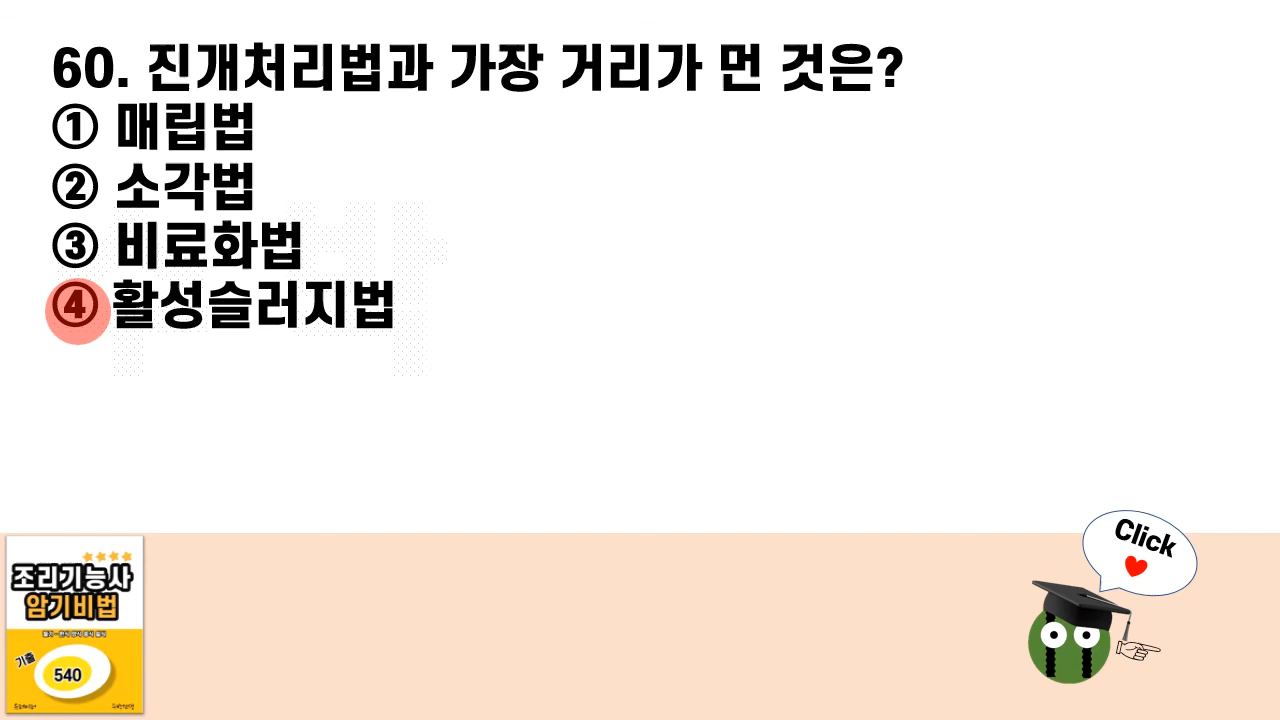 60. 진개처리법과 가장 거리가 먼 것은?
① 매립법
② 소각법
③ 비료화법
④ 활성슬러지법
Click
조리기능사
암기비법
기출
540